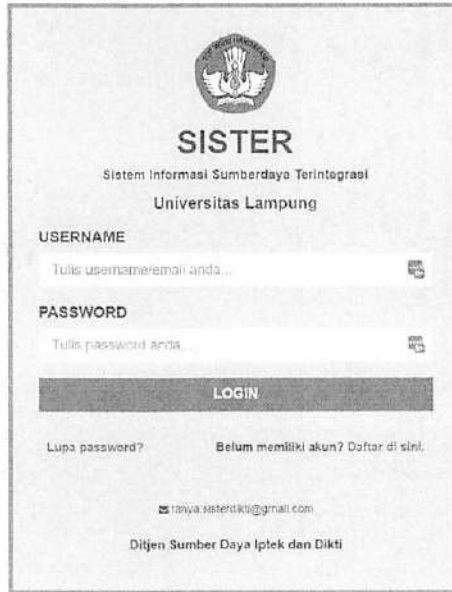 SISTER
Sistem Informasi Sumberdaya Terintegrasi
Universitas Lampung
USERNAME
Tulis username/email anda...
PASSWORD
Tulis password anda...
LOGIN
Lupa password? Belum memiliki akun? Daftar di sini.
tanya.sisterdikti@gmail.com
Ditjen Sumber Daya Iptek dan Dikti